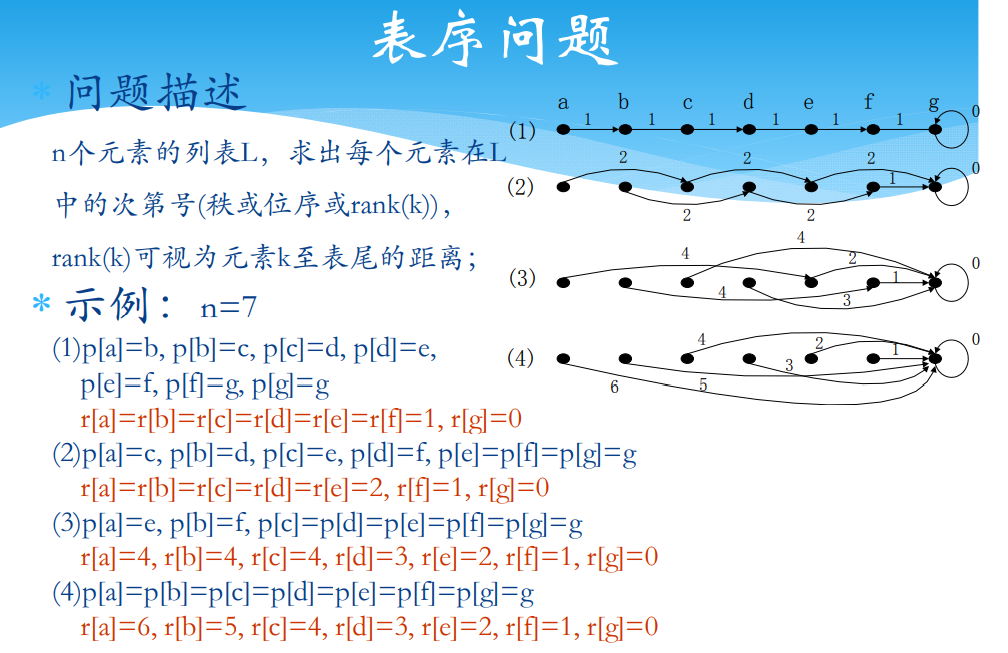 表序问题
* 问题描述
n个元素的列表L，求出每个元素在L
中的次第号(秩或位序或rank(k))，
rank(k)可视为元素k至表尾的距离；
* 示例： n=7
(1)p[a]=b, p[b]=c, p[c]=d, p[d]=e,
p[e]=f, p[f]=g, p[g]=g
r[a]=r[b]=r[c]=r[d]=r[e]=r[f]=1, r[g]=0
(2)p[a]=c, p[b]=d, p[c]=e, p[d]=f, p[e]=p[f]=p[g]=g
r[a]=r[b]=r[c]=r[d]=r[e]=2, r[f]=1, r[g]=0
(3)p[a]=e, p[b]=f, p[c]=p[d]=p[e]=p[f]=p[g]=g
r[a]=4, r[b]=4, r[c]=4, r[d]=3, r[e]=2, r[f]=1, r[g]=0
(4)p[a]=p[b]=p[c]=p[d]=p[e]=p[f]=p[g]=g
r[a]=6, r[b]=5, r[c]=4, r[d]=3, r[e]=2, r[f]=1, r[g]=0
a b c d e f g
(1) 1 1 1 1 1 1 0
2 2 2
(2) 1 0
2 2
4
4 2 0
(3) 1
4 3
4 2 0
(4) 1
3
6 5